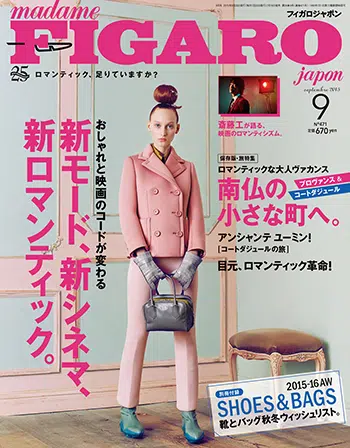 madame
FIGARO
japon
フィガロジャポン
25
ロマンティック、足りていますか？
septembre 2015
9
N°471
定価 670 yen
斎藤工が語る、
映画のロマンティシズム。
おしゃれと映画のコードが変わる
新モード、新シネマ、
新ロマンティック。
保存版・旅特集
ロマンティックな大人ヴァカンス
南仏の
小さな町へ。
プロヴァンス &
コートダジュール
アンシャンテ ユーミン！
[コートダジュールの旅]
目元、ロマンティック革命！
別冊付録
2015-16 AW
SHOES & BAGS
靴とバッグ秋冬ウィッシュリスト。